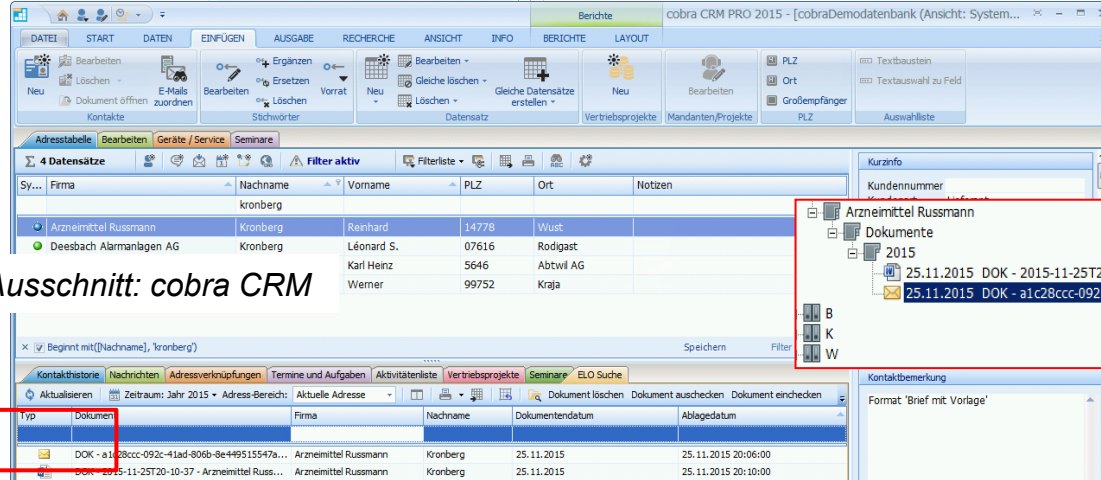 Berichte cobra CRM PRO 2015 - [cobraDemodatenbank (Ansicht: System...
DATEI START DATEN EINFÜGEN AUSGABE RECHERCHE ANSICHT INFO BERICHTE LAYOUT
Neu
Bearbeiten
Löschen
Dokument öffnen
E-Mails zuordnen
Kontakte
Bearbeiten
Ergänzen
Ersetzen
Löschen
Vorrat
Stichwörter
Neu
Bearbeiten
Gleiche löschen
Löschen
Gleiche Datensätze erstellen
Datensatz
Neu
Vertriebsprojekte
Bearbeiten
Mandanten/Projekte
PLZ
Ort
Großempfänger
PLZ
Textbaustein
Textauswahl zu Feld
Auswahlliste
Adresstabelle Bearbeiten Geräte / Service Seminare
Σ 4 Datensätze Filter aktiv Filterliste
Sy... Firma Nachname Vorname PLZ Ort Notizen
kronberg
Arzneimittel Russmann Kronberg Reinhard 14778 Wust
Deesbach Alarmanlagen AG Kronberg Léonard S. 07616 Rodigast
Karl Heinz 5646 Abtwil AG
Werner 99752 Kraja
Ausschnitt: cobra CRM
Beginnt mit([Nachname], 'kronberg') Speichern Filter
Kurzinfo
Kundennummer
Arzneimittel Russmann
Dokumente
2015
25.11.2015 DOK - 2015-11-25T2
25.11.2015 DOK - a1c28ccc-092
B
K
W
Kontakthistorie Nachrichten Adressverknüpfungen Termine und Aufgaben Aktivitätenliste Vertriebsprojekte Seminare ELO Suche
Aktualisieren Zeitraum: Jahr 2015 Adress-Bereich: Aktuelle Adresse Dokument löschen Dokument auschecken Dokument einchecken
Typ Dokument Firma Nachname Dokumentendatum Ablagedatum
DOK - a1c28ccc-092c-41ad-806b-8e449515547a... Arzneimittel Russmann Kronberg 25.11.2015 25.11.2015 20:06:00
DOK - 2015-11-25T20-10-37 - Arzneimittel Russ... Arzneimittel Russmann Kronberg 25.11.2015 25.11.2015 20:10:00
Kontaktbemerkung
Format 'Brief mit Vorlage'